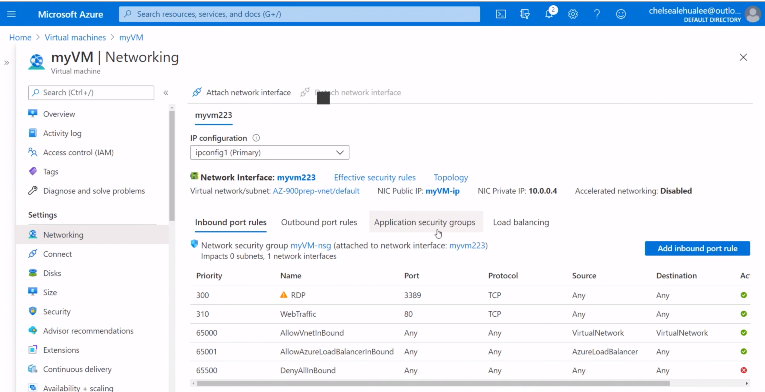 Microsoft Azure
Search resources, services, and docs (G+/)
2
chelsealehualee@outlo...
DEFAULT DIRECTORY
Home > Virtual machines > myVM
myVM | Networking
Virtual machine
Search (Ctrl+/)
Attach network interface
Detach network interface
Overview
Activity log
Access control (IAM)
Tags
Diagnose and solve problems
Settings
Networking
Connect
Disks
Size
Security
Advisor recommendations
Extensions
Continuous delivery
Availability + scaling
myvm223
IP configuration
ipconfig1 (Primary)
Network Interface: myvm223 Effective security rules Topology
Virtual network/subnet: AZ-900prep-vnet/default NIC Public IP: myVM-ip NIC Private IP: 10.0.0.4 Accelerated networking: Disabled
Inbound port rules Outbound port rules Application security groups Load balancing
Network security group myVM-nsg (attached to network interface: myvm223)
Impacts 0 subnets, 1 network interfaces
Add inbound port rule
Priority Name Port Protocol Source Destination Act
300 RDP 3389 TCP Any Any
310 WebTraffic 80 TCP Any Any
65000 AllowVnetInBound Any Any VirtualNetwork VirtualNetwork
65001 AllowAzureLoadBalancerInBound Any Any AzureLoadBalancer Any
65500 DenyAllInBound Any Any Any Any